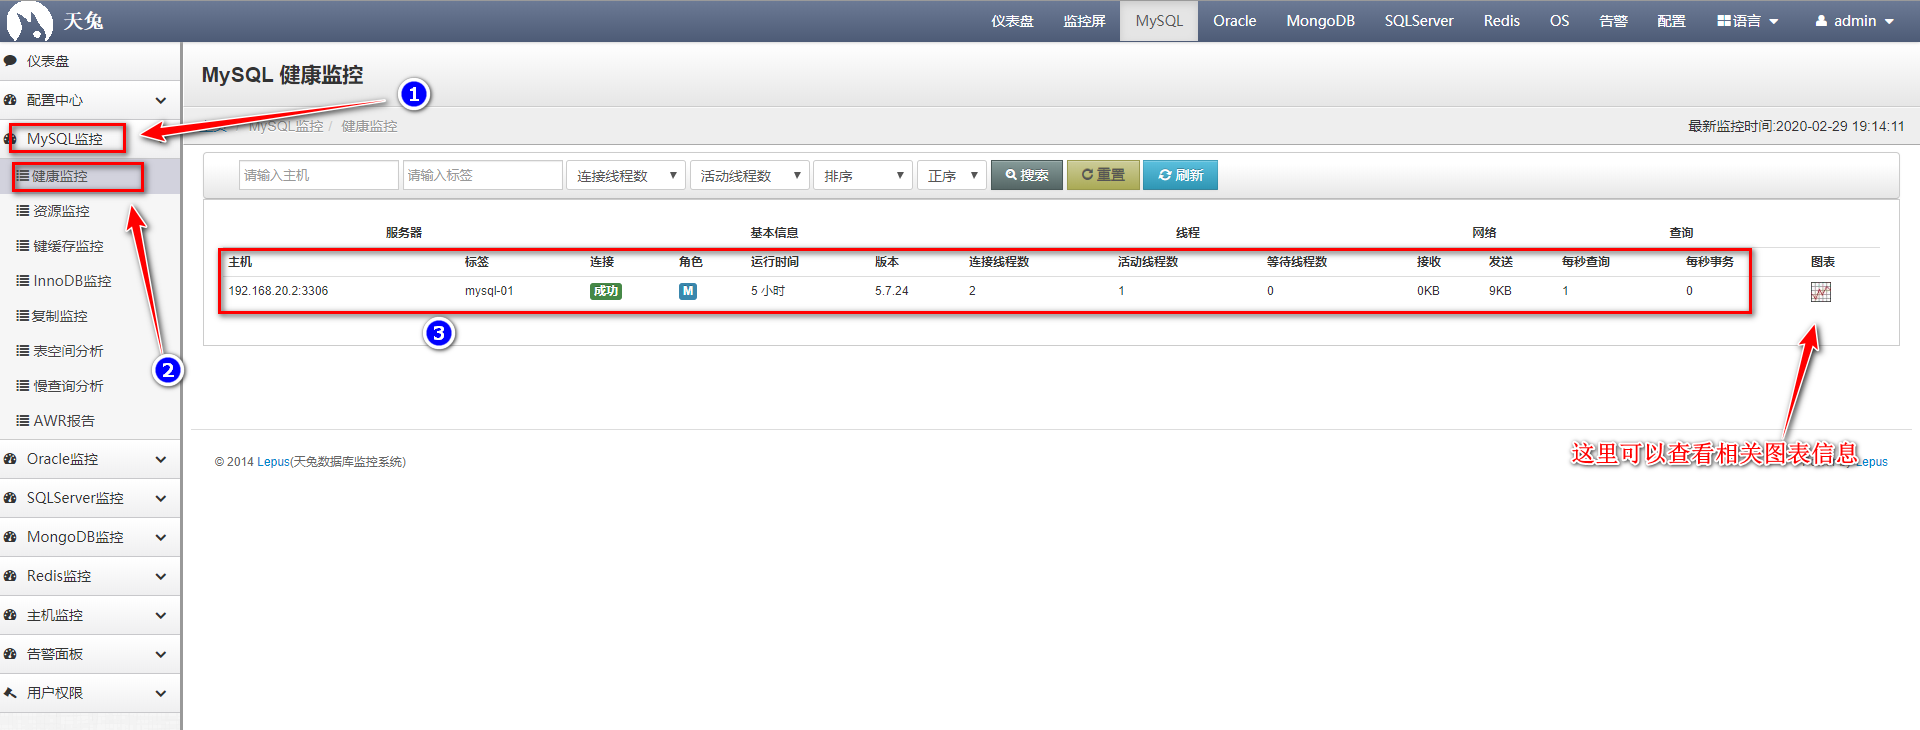 天兔
仪表盘 监控屏 MySQL Oracle MongoDB SQLServer Redis OS 告警 配置 语言 admin
仪表盘
配置中心
MySQL监控
健康监控
资源监控
键缓存监控
InnoDB监控
复制监控
表空间分析
慢查询分析
AWR报告
Oracle监控
SQLServer监控
MongoDB监控
Redis监控
主机监控
告警面板
用户权限
MySQL 健康监控
1
MySQL监控 / 健康监控
最新监控时间:2020-02-29 19:14:11
请输入主机 请输入标签 连接线程数 活动线程数 排序 正序 搜索 重置 刷新
服务器 基本信息 线程 网络 查询
主机 标签 连接 角色 运行时间 版本 连接线程数 活动线程数 等待线程数 接收 发送 每秒查询 每秒事务 图表
192.168.20.2:3306 mysql-01 成功 M 5 小时 5.7.24 2 1 0 0KB 9KB 1 0
3
2
这里可以查看相关图表信息
© 2014 Lepus(天兔数据库监控系统)
Lepus